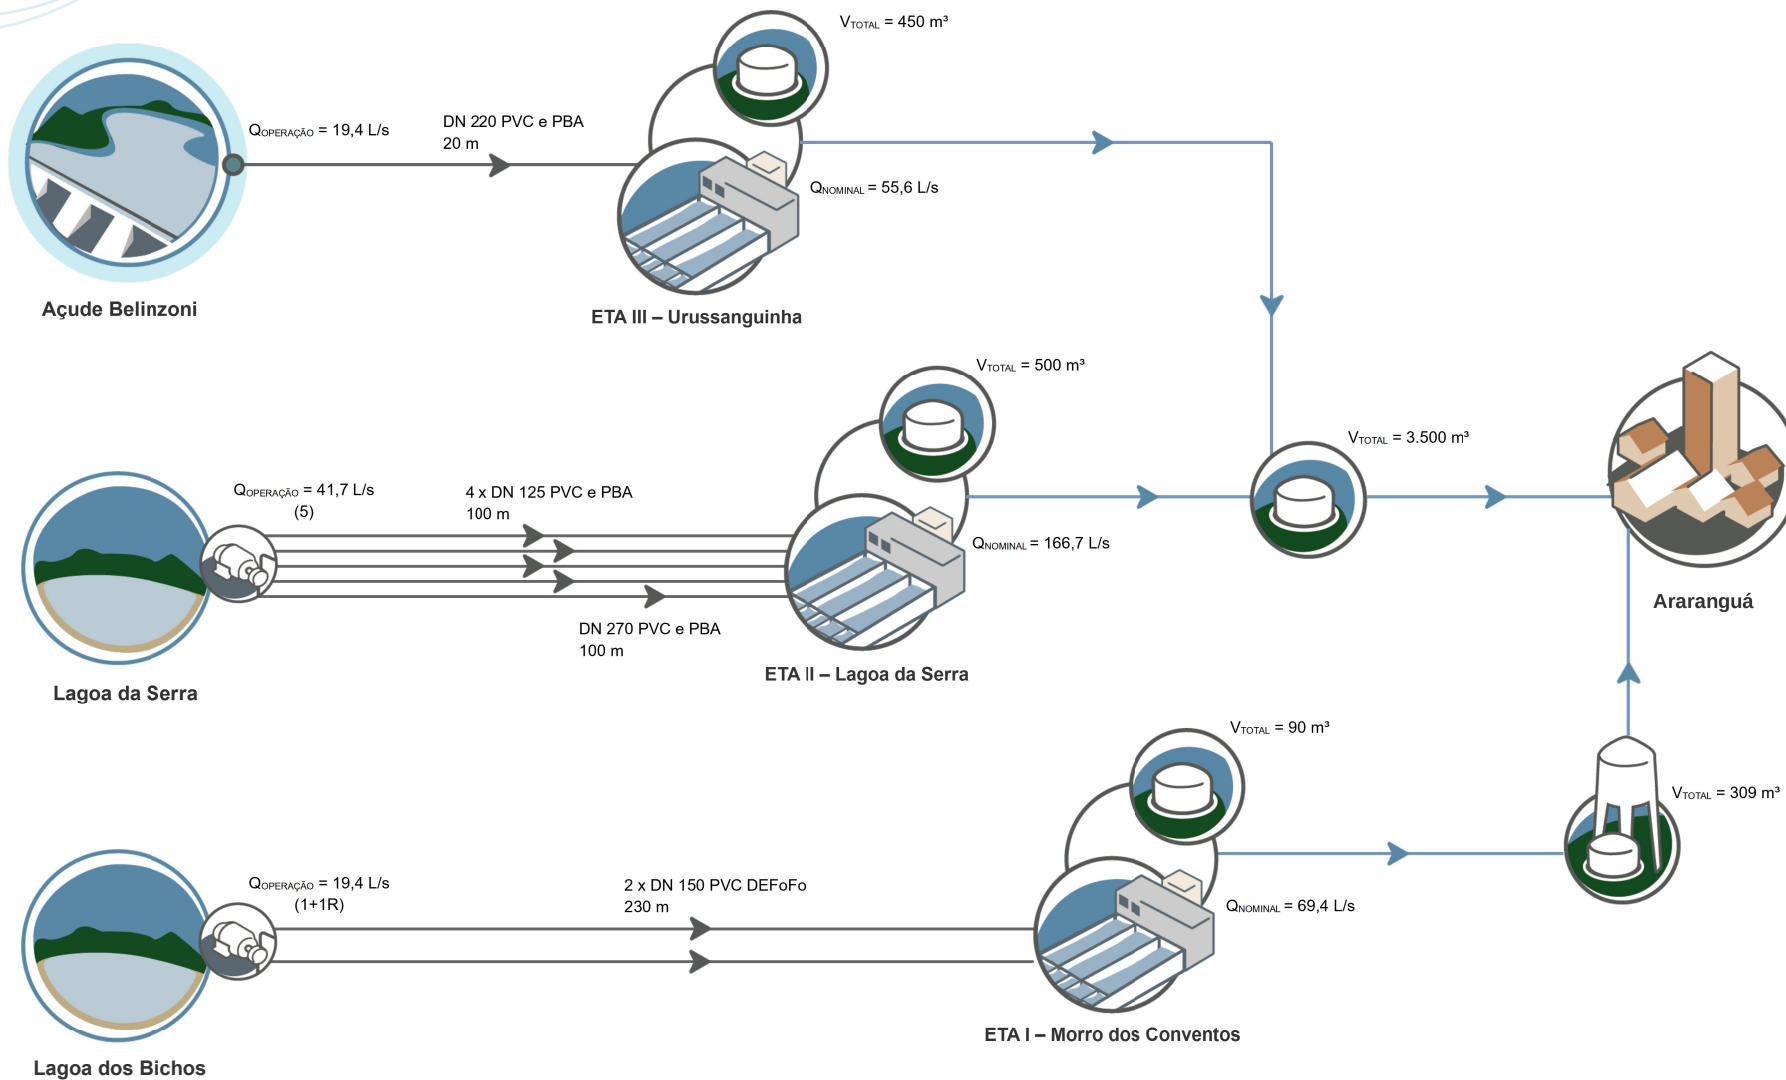 VTOTAL = 450 m³
QOPERAÇÃO = 19,4 L/s
DN 220 PVC e PBA
20 m
QNOMINAL = 55,6 L/s
Açude Belinzoni
ETA III – Urussanguinha
VTOTAL = 500 m³
VTOTAL = 3.500 m³
QOPERAÇÃO = 41,7 L/s
(5)
4 x DN 125 PVC e PBA
100 m
QNOMINAL = 166,7 L/s
DN 270 PVC e PBA
100 m
Araranguá
Lagoa da Serra
ETA II – Lagoa da Serra
VTOTAL = 90 m³
VTOTAL = 309 m³
QOPERAÇÃO = 19,4 L/s
(1+1R)
2 x DN 150 PVC DEFoFo
230 m
QNOMINAL = 69,4 L/s
ETA I – Morro dos Conventos
Lagoa dos Bichos